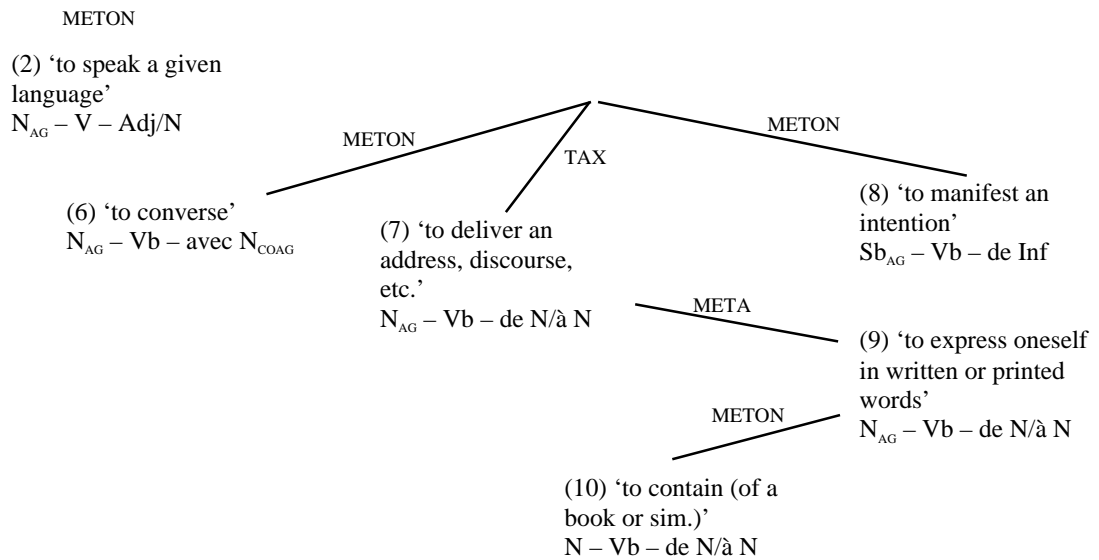 METON
(2) ‘to speak a given
language’
N_AG – V – Adj/N
METON
TAX
METON
(6) ‘to converse’
N_AG – Vb – avec N_COAG
(7) ‘to deliver an
address, discourse,
etc.’
N_AG – Vb – de N/à N
(8) ‘to manifest an
intention’
Sb_AG – Vb – de Inf
META
(9) ‘to express oneself
in written or printed
words’
N_AG – Vb – de N/à N
METON
(10) ‘to contain (of a
book or sim.)’
N – Vb – de N/à N